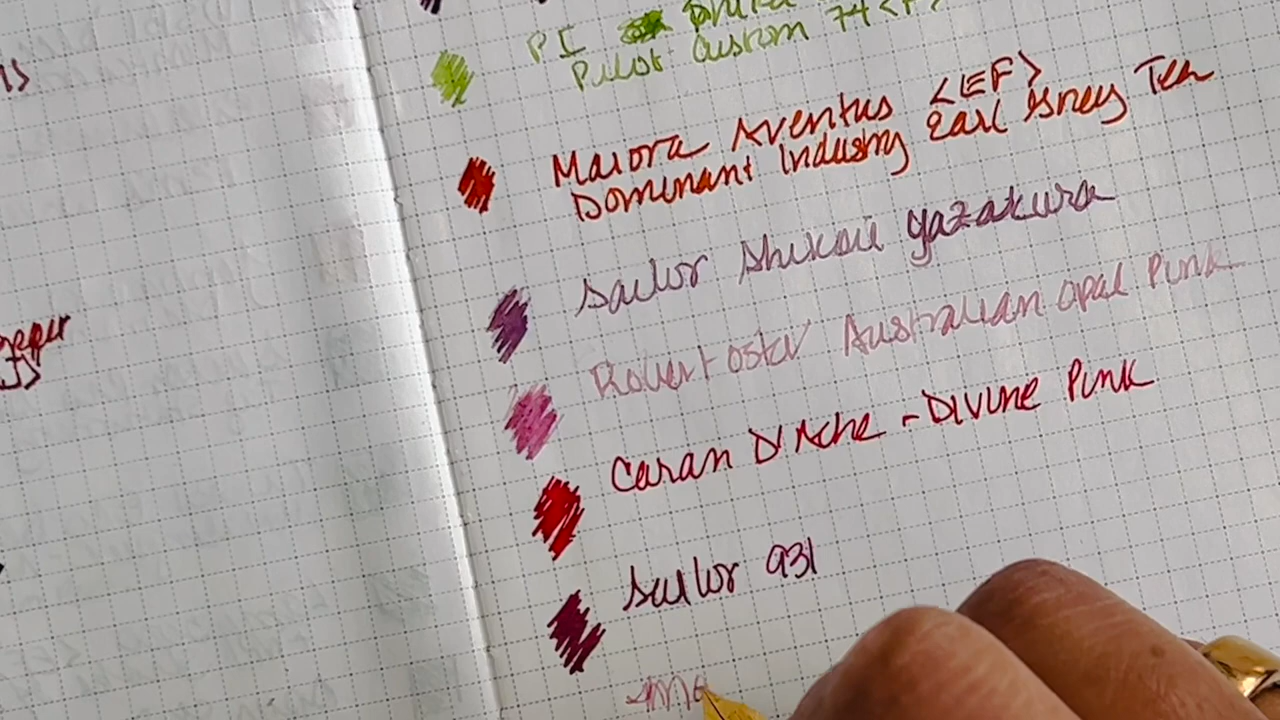 PI
Pilot Custom 74 <F>
Maiora Aventus <EF>
Dominant Industry Earl Grey Tea
Sailor Shikiori Yozakura
Robert oster Australian opal Pink
Caran D'Ache - Divine Pink
Sailor 931